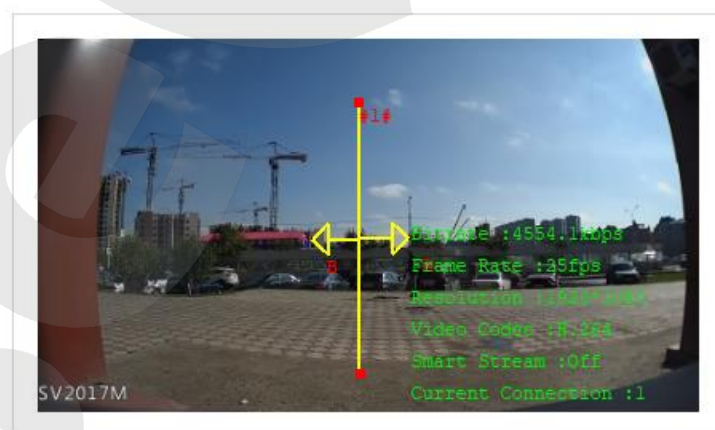 #1#
Bitrate :4554.1kbps
Frame Rate :25fps
Resolution
Video Codec :H.264
Smart Stream :Off
Current Connection :1
SV2017M